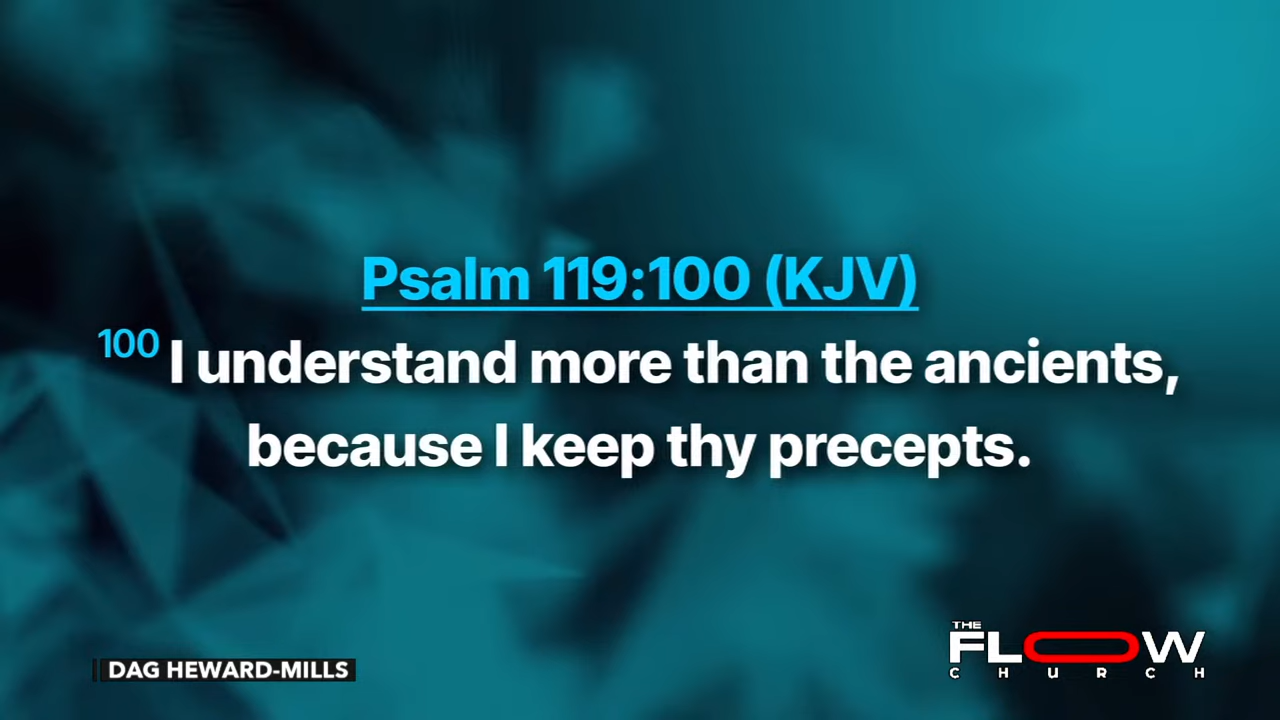 Psalm 119:100 (KJV)
100 I understand more than the ancients,
because I keep thy precepts.
DAG HEWARD-MILLS
THE
FLOW
CHURCH